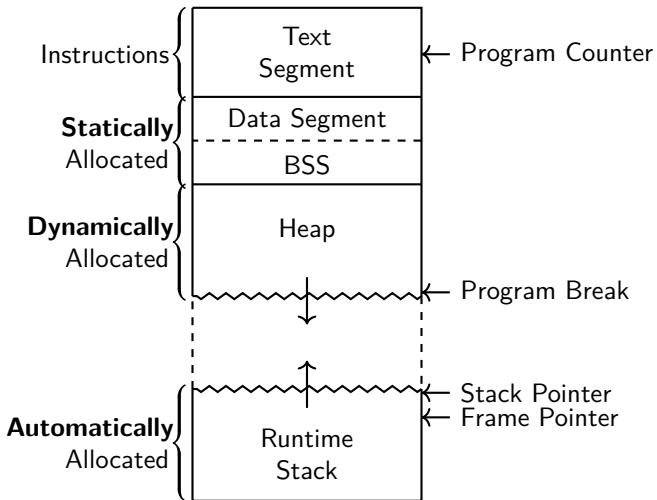 Instructions
Text
Segment
Program Counter
Statically
Allocated
Data Segment
BSS
Dynamically
Allocated
Heap
Program Break
Stack Pointer
Frame Pointer
Automatically
Allocated
Runtime
Stack